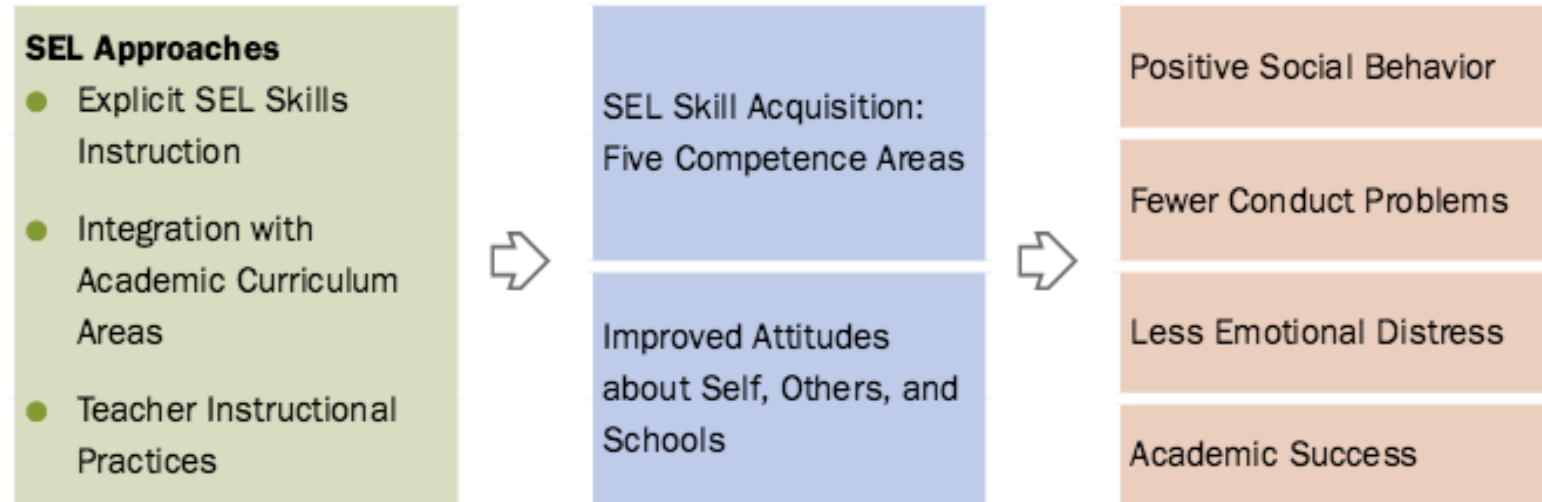 SEL Approaches
Explicit SEL Skills
Instruction
Integration with
Academic Curriculum
Areas
Teacher Instructional
Practices
SEL Skill Acquisition:
Five Competence Areas
Improved Attitudes
about Self, Others, and
Schools
Positive Social Behavior
Fewer Conduct Problems
Less Emotional Distress
Academic Success